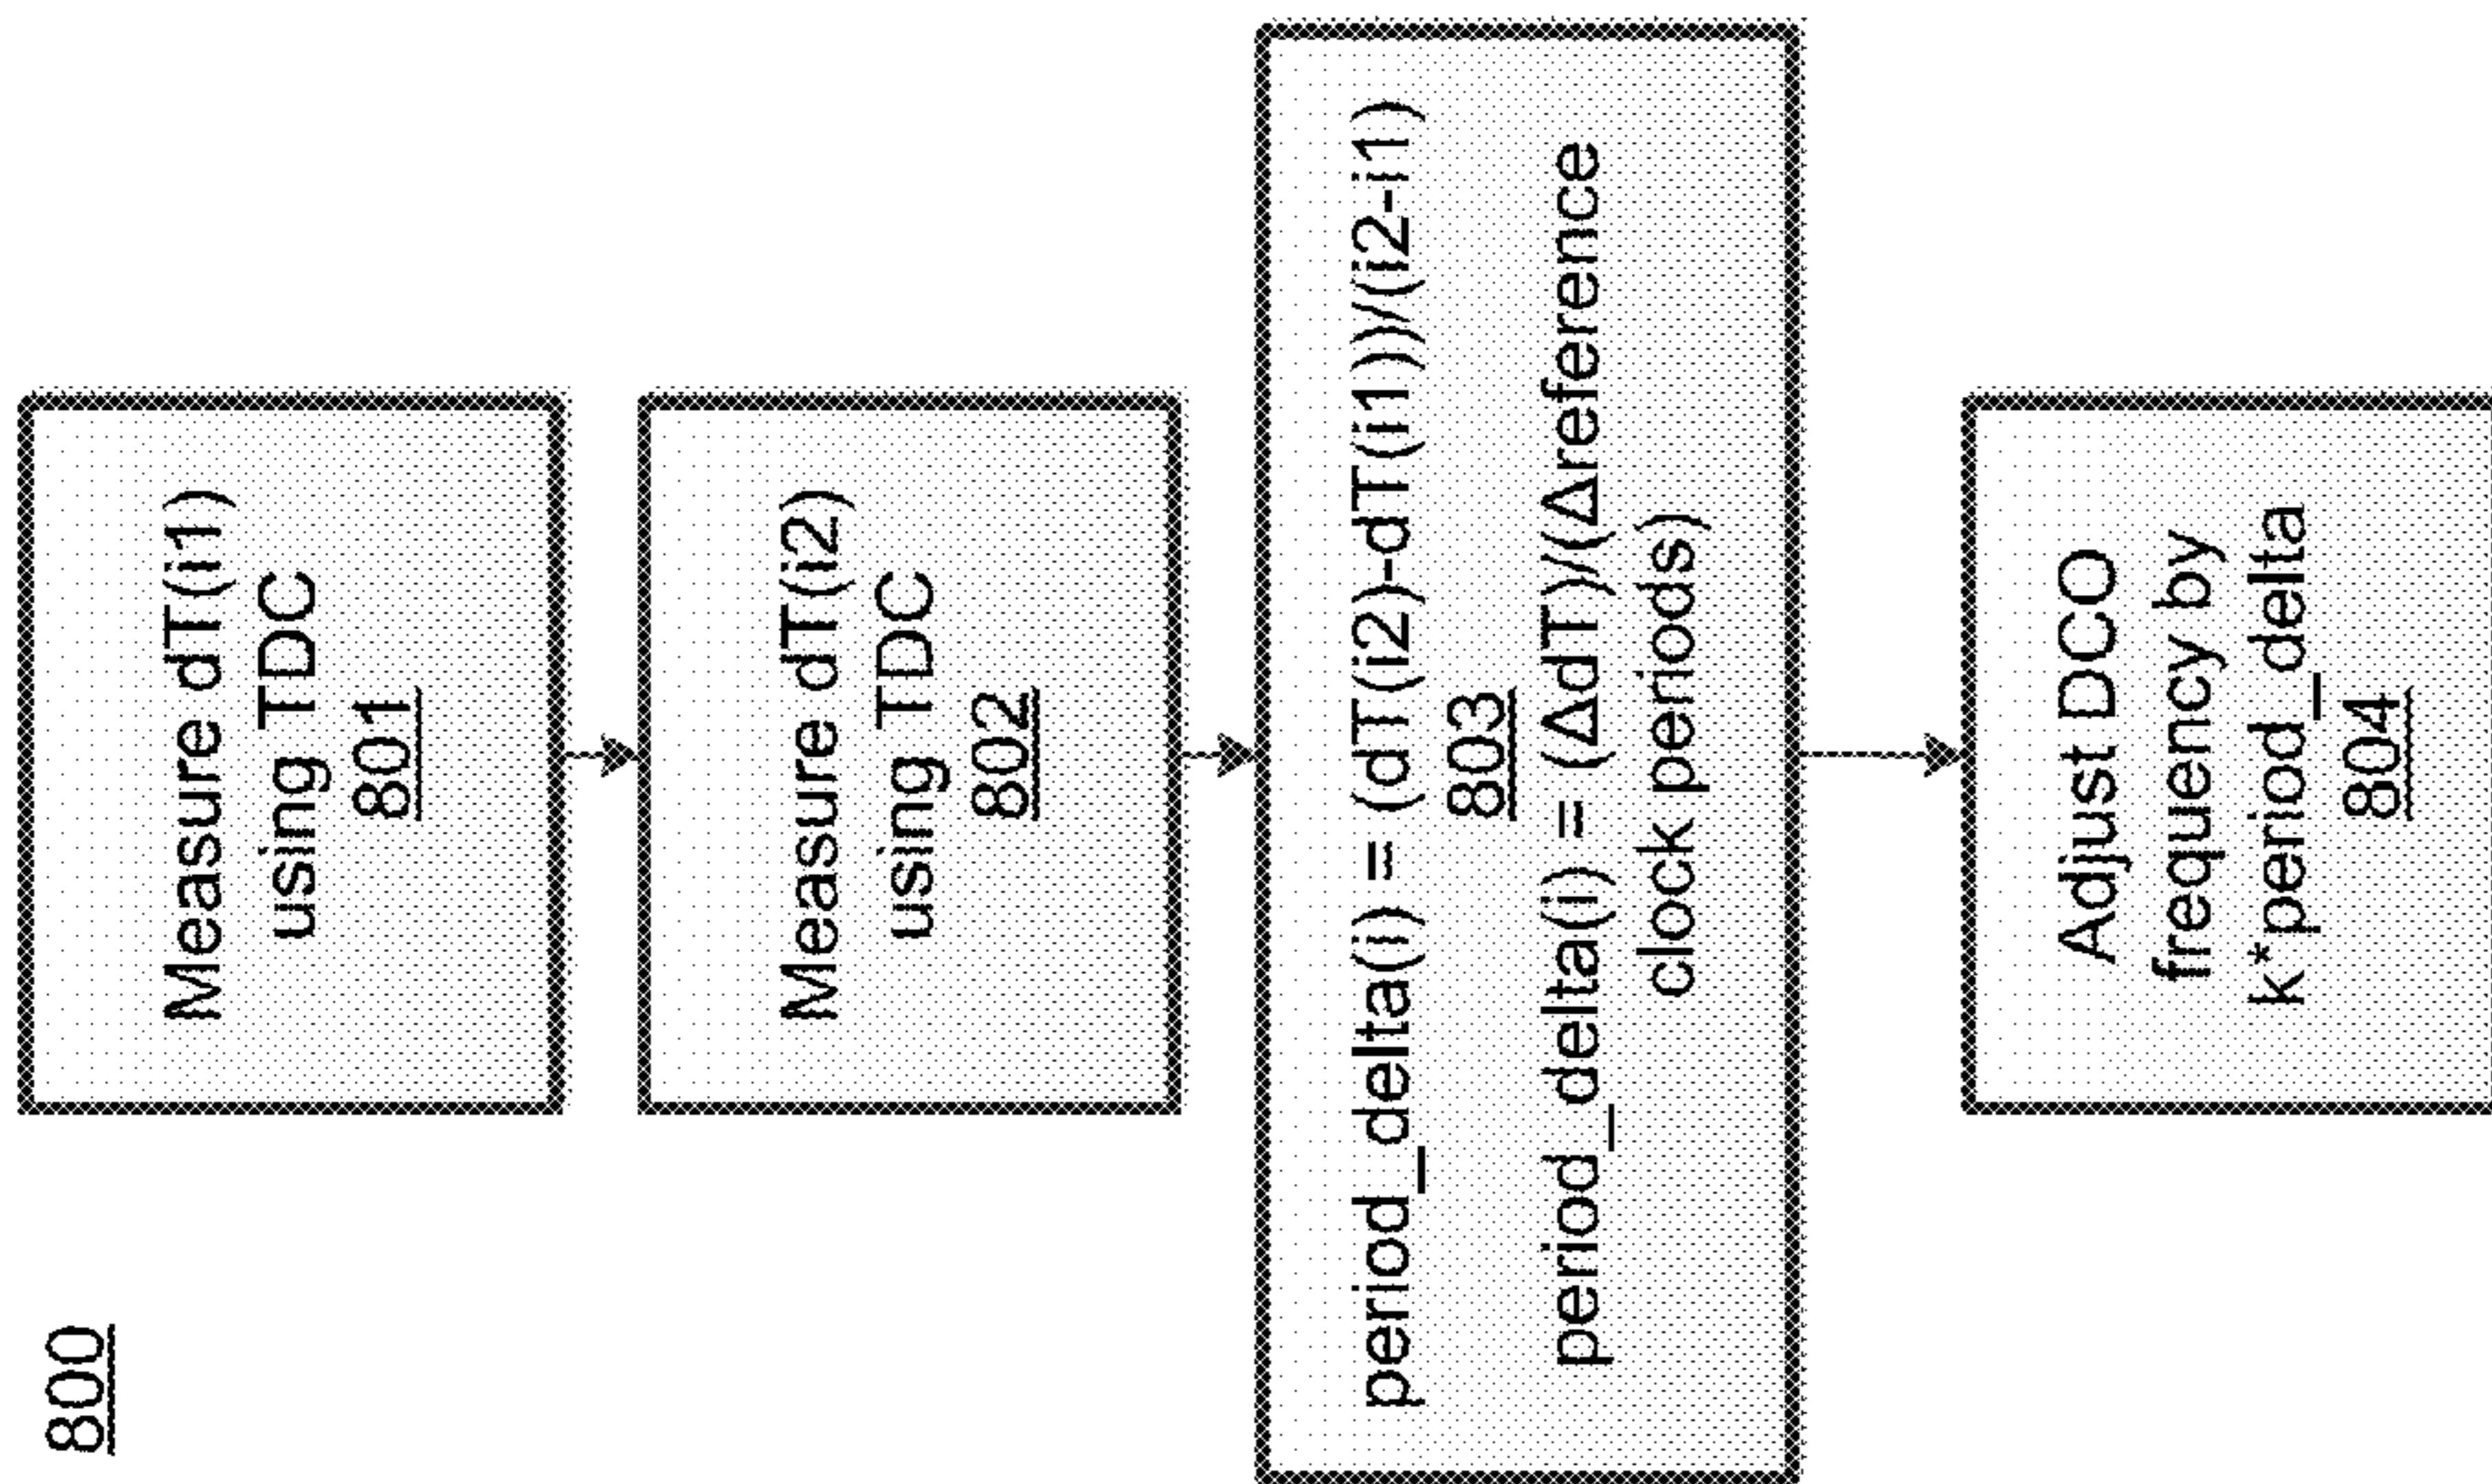 800
Measure dT(i1)
using TDC
801
Measure dT(i2)
using TDC
802
period_delta(i) = (dT(i2)-dT(i1))/(i2-i1)
803
period_delta(i) = (ΔdT)/(Δreference
clock periods)
Adjust DCO
frequency by
k*period_delta
804